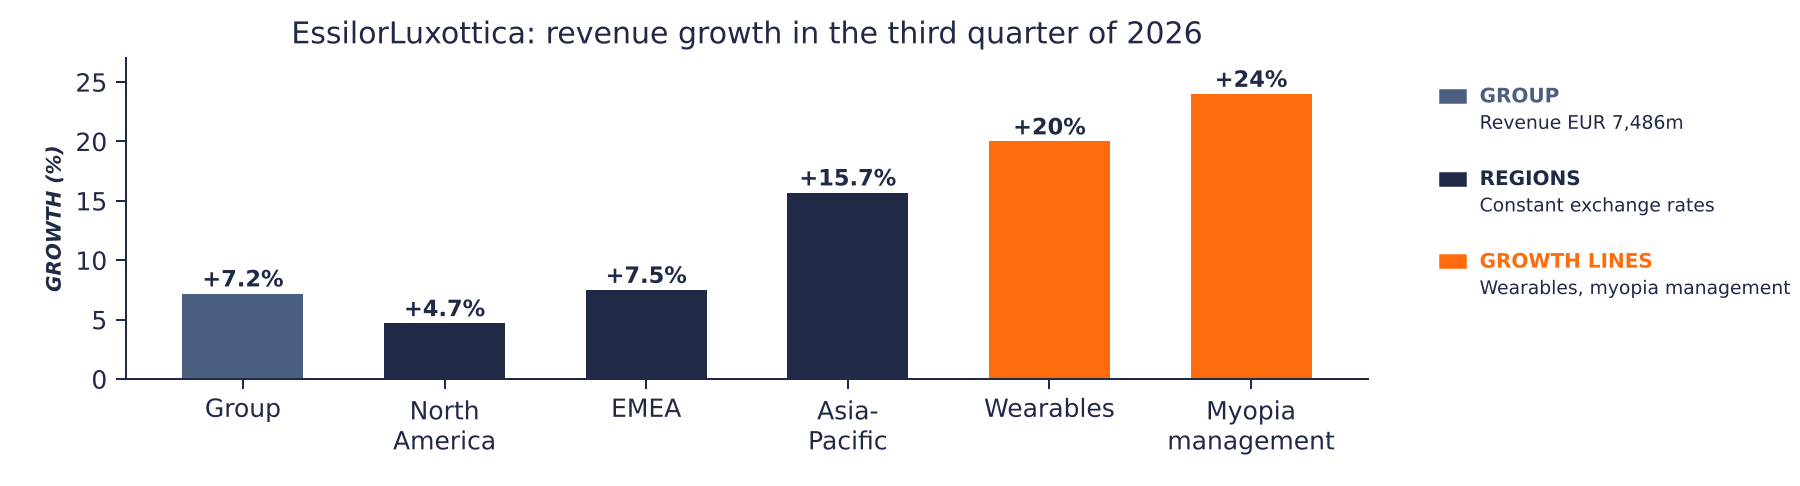 EssilorLuxottica: revenue growth in the third quarter of 2026
GROWTH (%)
25
20
15
10
5
0
+7.2%
+4.7%
+7.5%
+15.7%
+20%
+24%
Group
North
America
EMEA
Asia-
Pacific
Wearables
Myopia
management
GROUP
Revenue EUR 7,486m
REGIONS
Constant exchange rates
GROWTH LINES
Wearables, myopia management